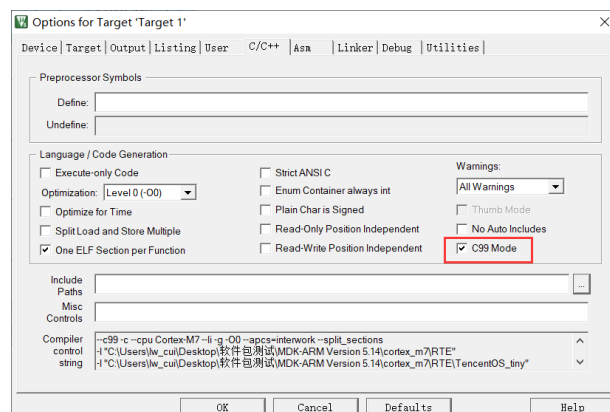 Options for Target 'Target 1'
Device Target Output Listing User C/C++ Asm Linker Debug Utilities
Preprocessor Symbols
Define:
Undefine:
Language / Code Generation
Execute-only Code
Strict ANSI C
Warnings:
Optimization: Level 0 (-O0)
Enum Container always int
All Warnings
Optimize for Time
Plain Char is Signed
Thumb Mode
Split Load and Store Multiple
Read-Only Position Independent
No Auto Includes
One ELF Section per Function
Read-Write Position Independent
C99 Mode
Include
Paths
...
Misc
Controls
Compiler
control
string
--c99 -c --cpu Cortex-M7 --li -g -O0 --apcs=interwork --split_sections
-I "C:\Users\lw_cui\Desktop\软件包测试\MDK-ARM Version 5.14\cortex_m7\RTE"
-I "C:\Users\lw_cui\Desktop\软件包测试\MDK-ARM Version 5.14\cortex_m7\RTE\TencentOS_tiny"
OK Cancel Defaults Help